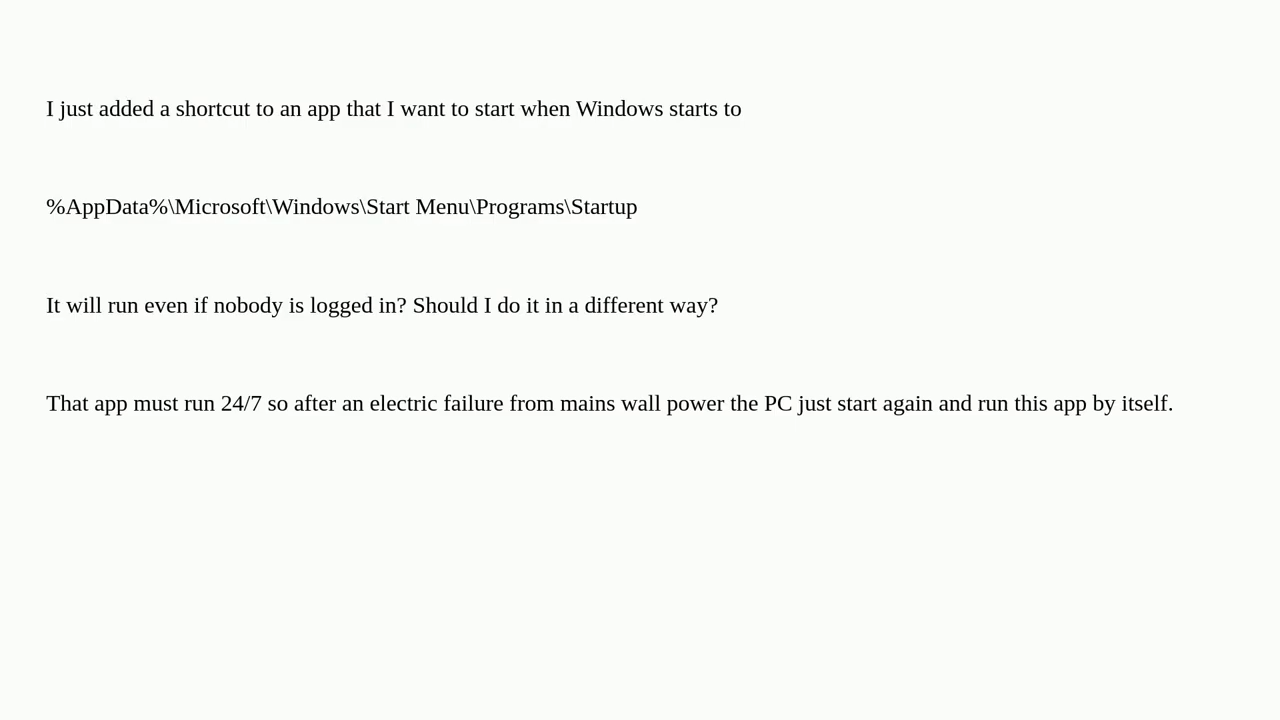 I just added a shortcut to an app that I want to start when Windows starts to
%AppData%\Microsoft\Windows\Start Menu\Programs\Startup
It will run even if nobody is logged in? Should I do it in a different way?
That app must run 24/7 so after an electric failure from mains wall power the PC just start again and run this app by itself.